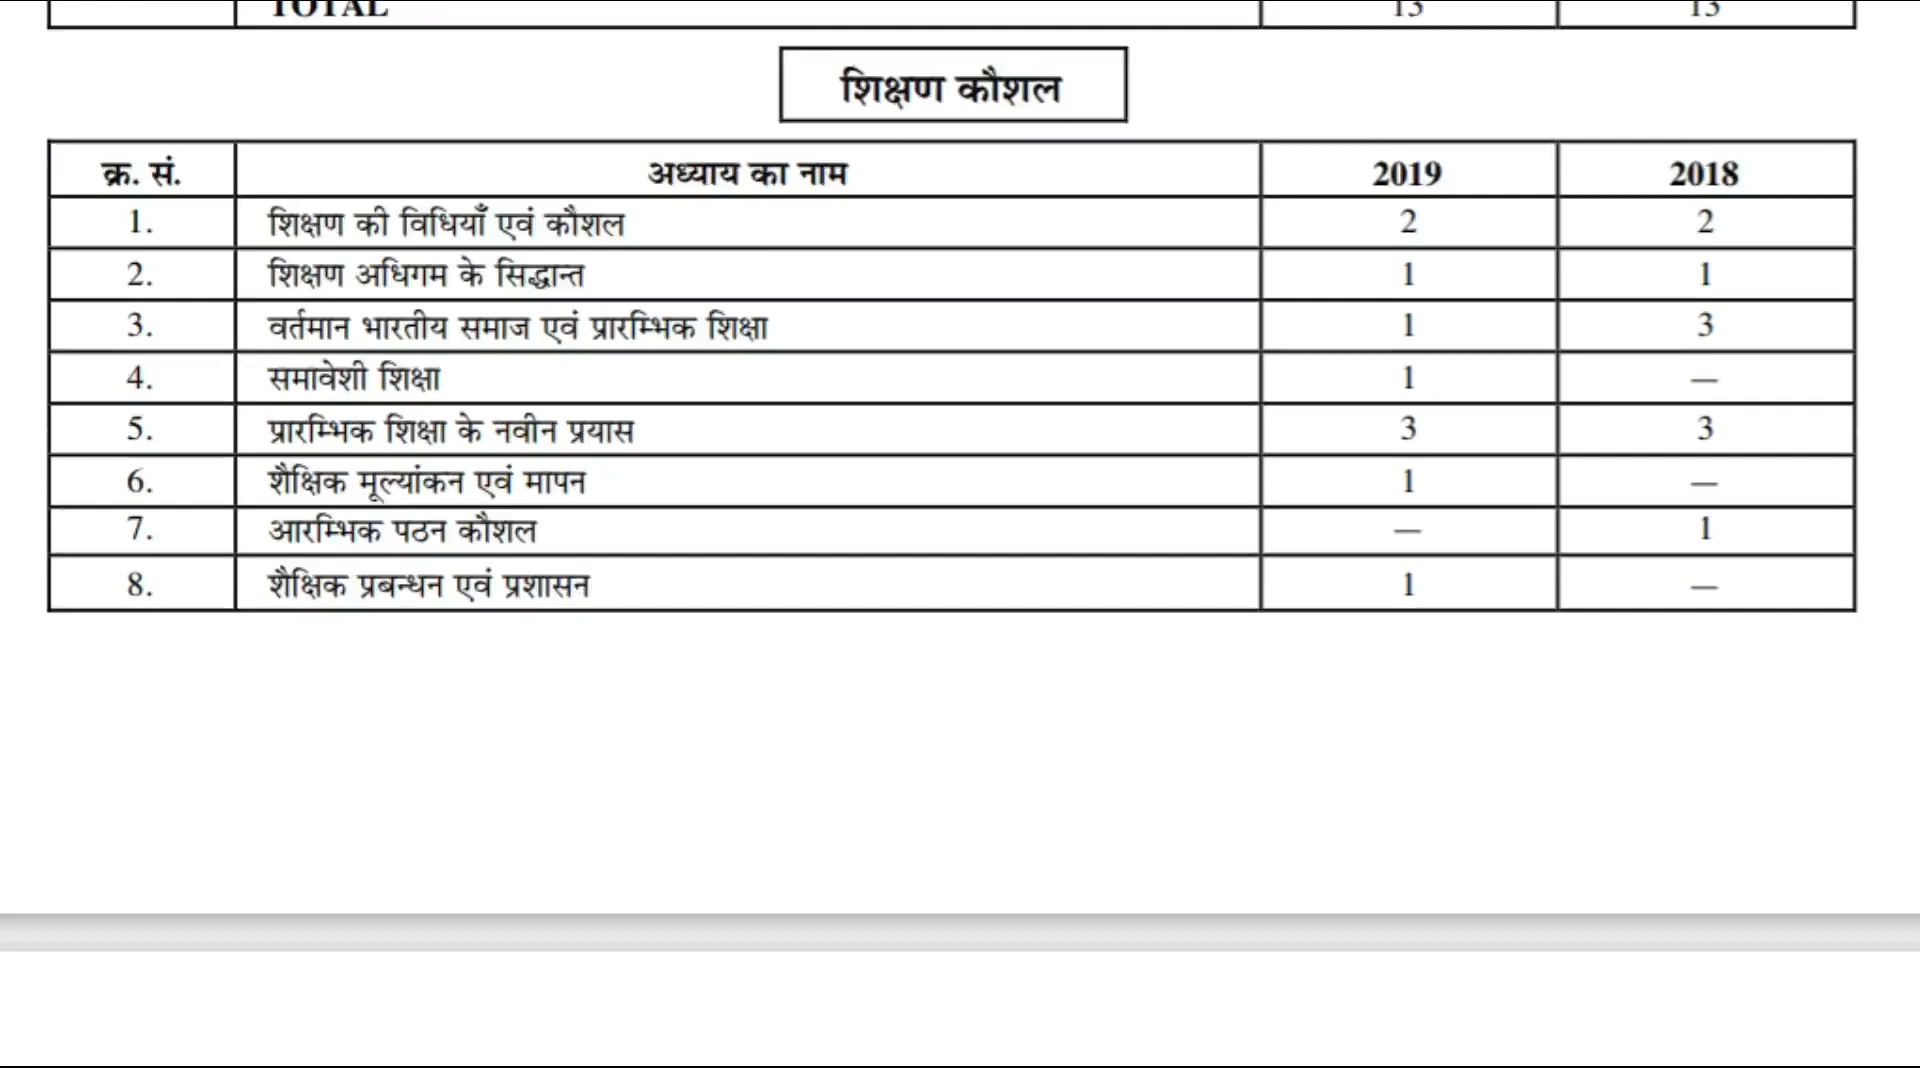 TOTAL 13 13
शिक्षण कौशल
क्र. सं. अध्याय का नाम 2019 2018
1. शिक्षण की विधियाँ एवं कौशल 2 2
2. शिक्षण अधिगम के सिद्धान्त 1 1
3. वर्तमान भारतीय समाज एवं प्रारम्भिक शिक्षा 1 3
4. समावेशी शिक्षा 1 —
5. प्रारम्भिक शिक्षा के नवीन प्रयास 3 3
6. शैक्षिक मूल्यांकन एवं मापन 1 —
7. आरम्भिक पठन कौशल — 1
8. शैक्षिक प्रबन्धन एवं प्रशासन 1 —